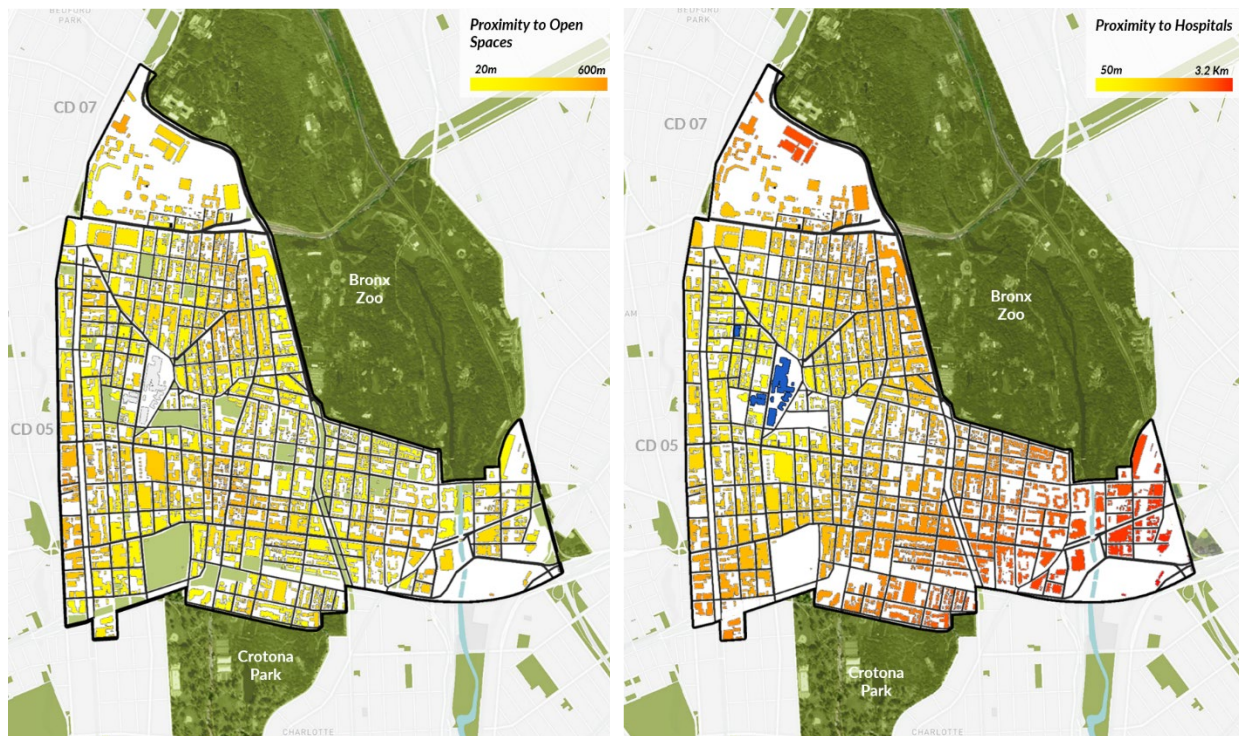 BEDFORD
PARK
Proximity to Open
Spaces
20m 600m
CD 07
Bronx
Zoo
CD 05
Crotona
Park
CHARLOTTE
BEDFORD
PARK
Proximity to Hospitals
50m 3.2 Km
CD 07
Bronx
Zoo
CD 05
Crotona
Park
CHARLOTTE